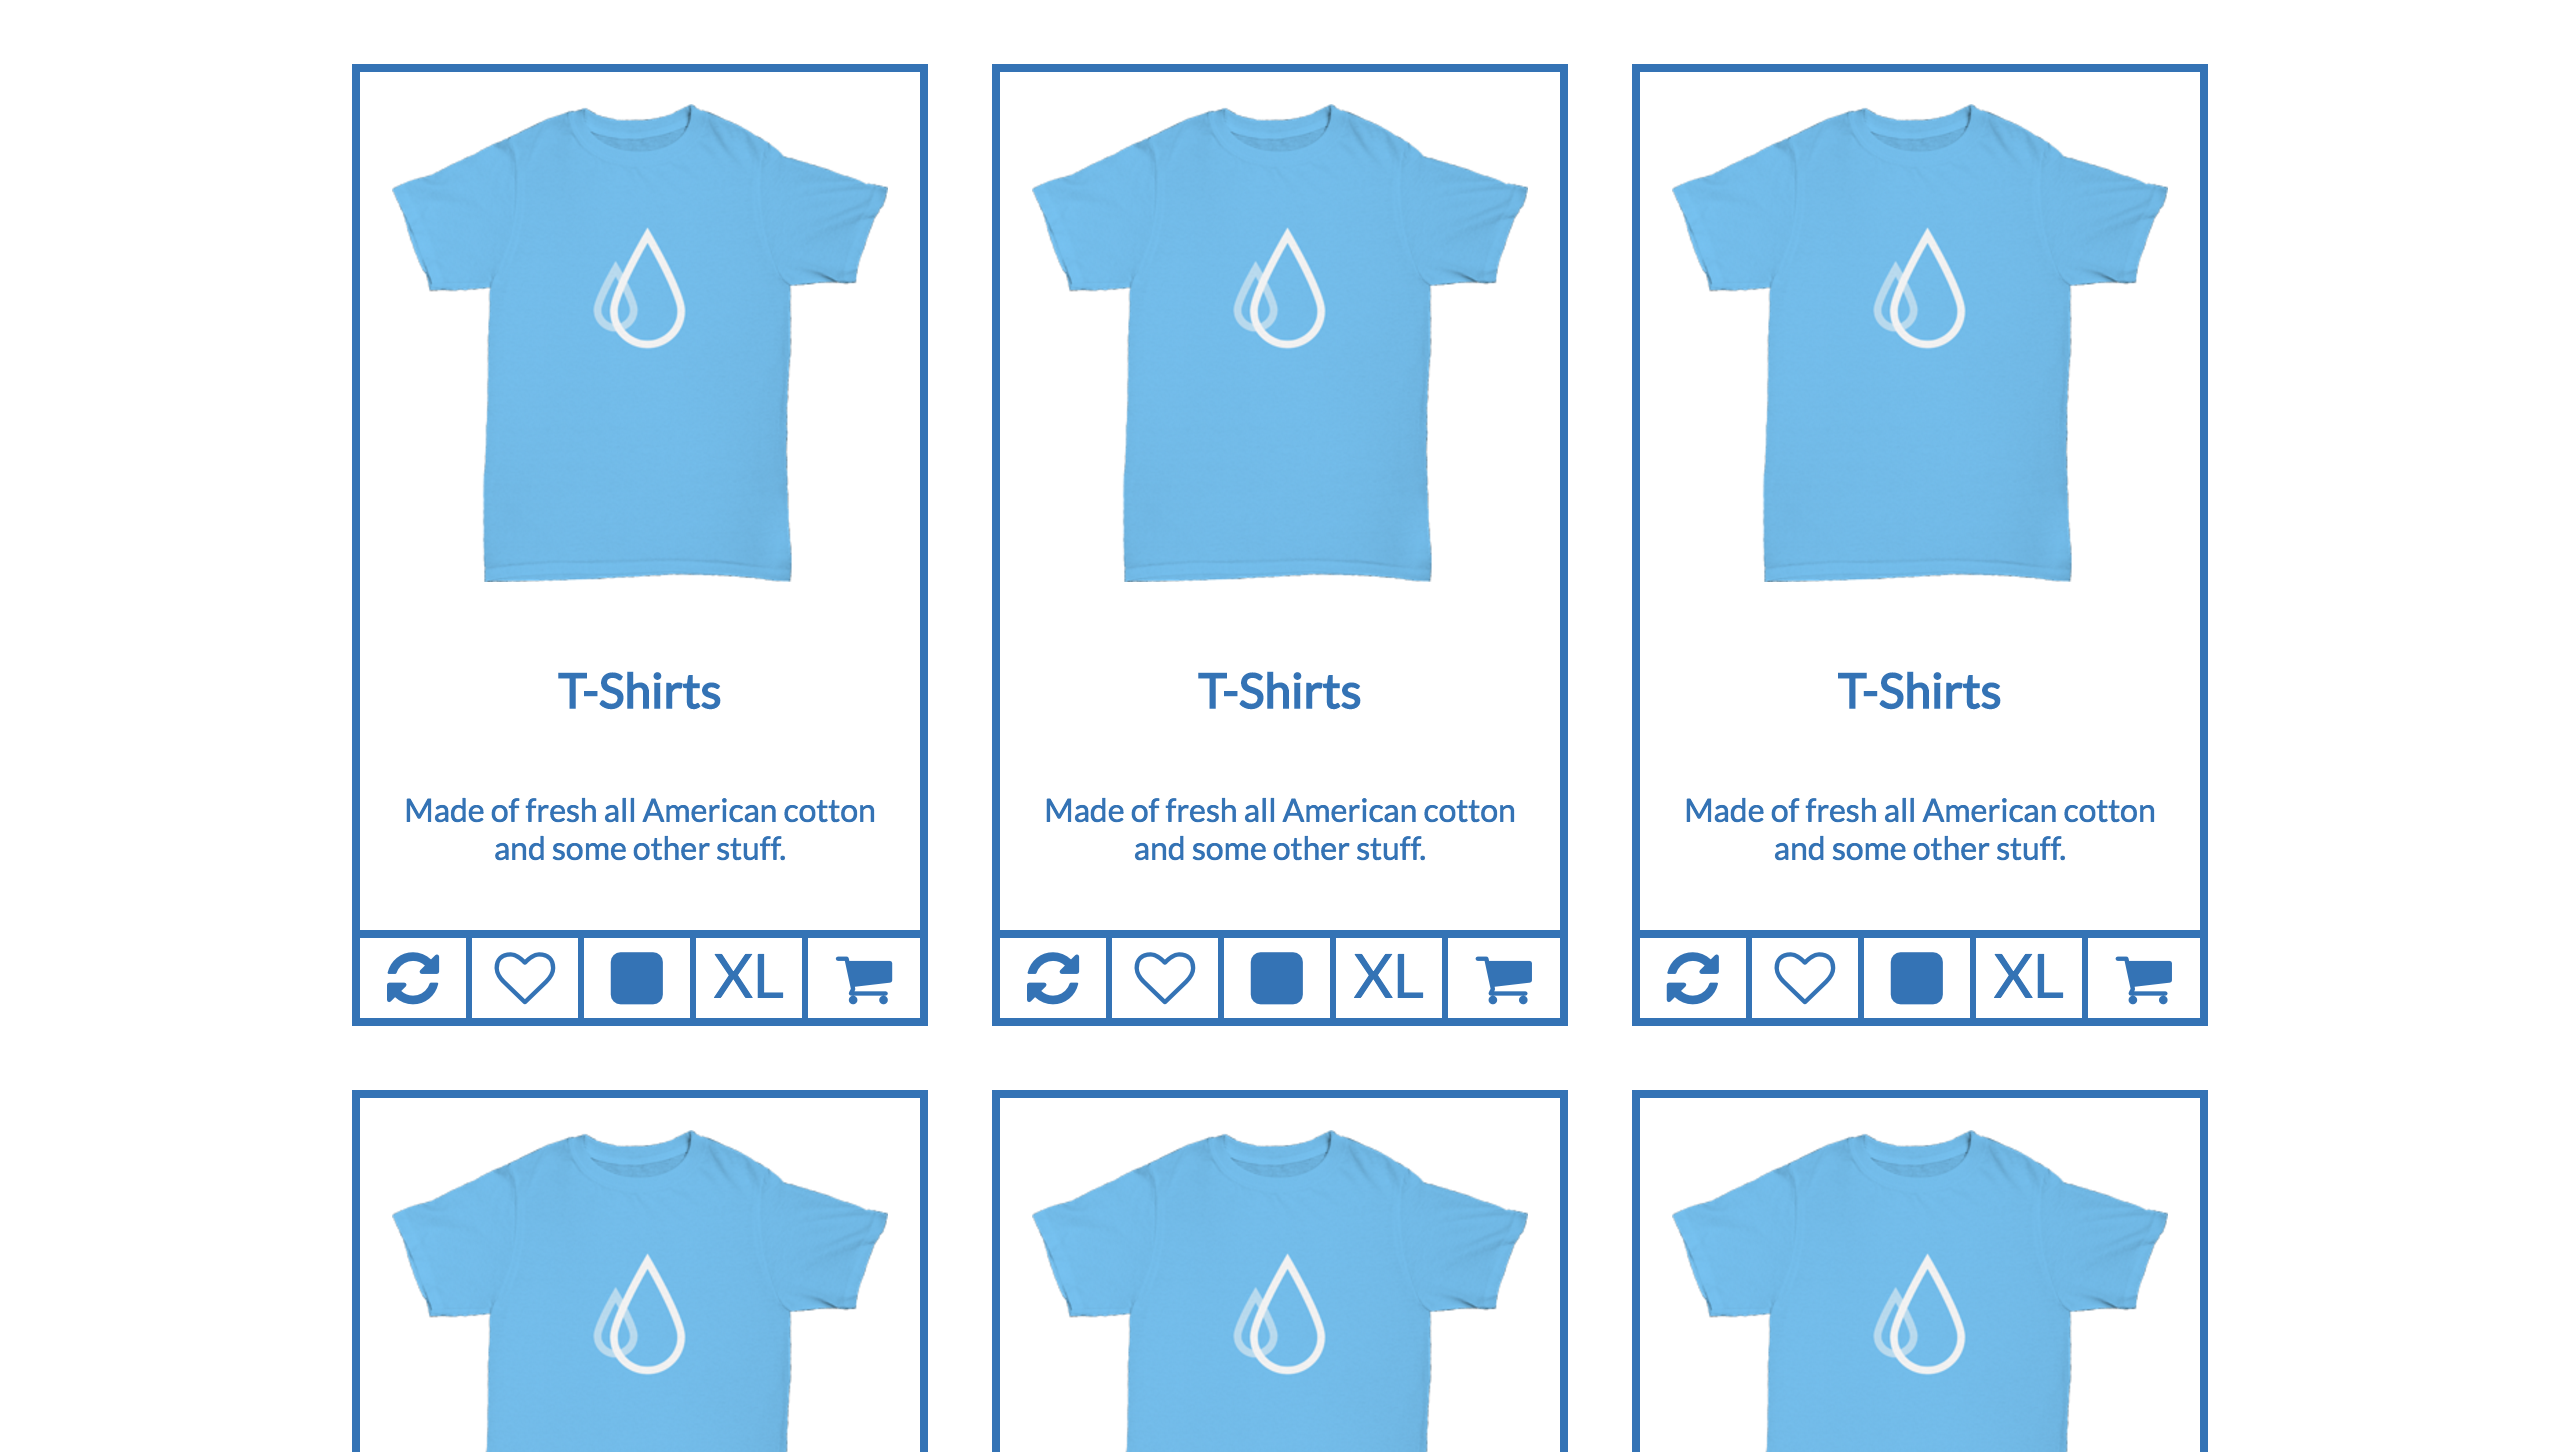 T-Shirts
Made of fresh all American cotton
and some other stuff.
XL
T-Shirts
Made of fresh all American cotton
and some other stuff.
XL
T-Shirts
Made of fresh all American cotton
and some other stuff.
XL